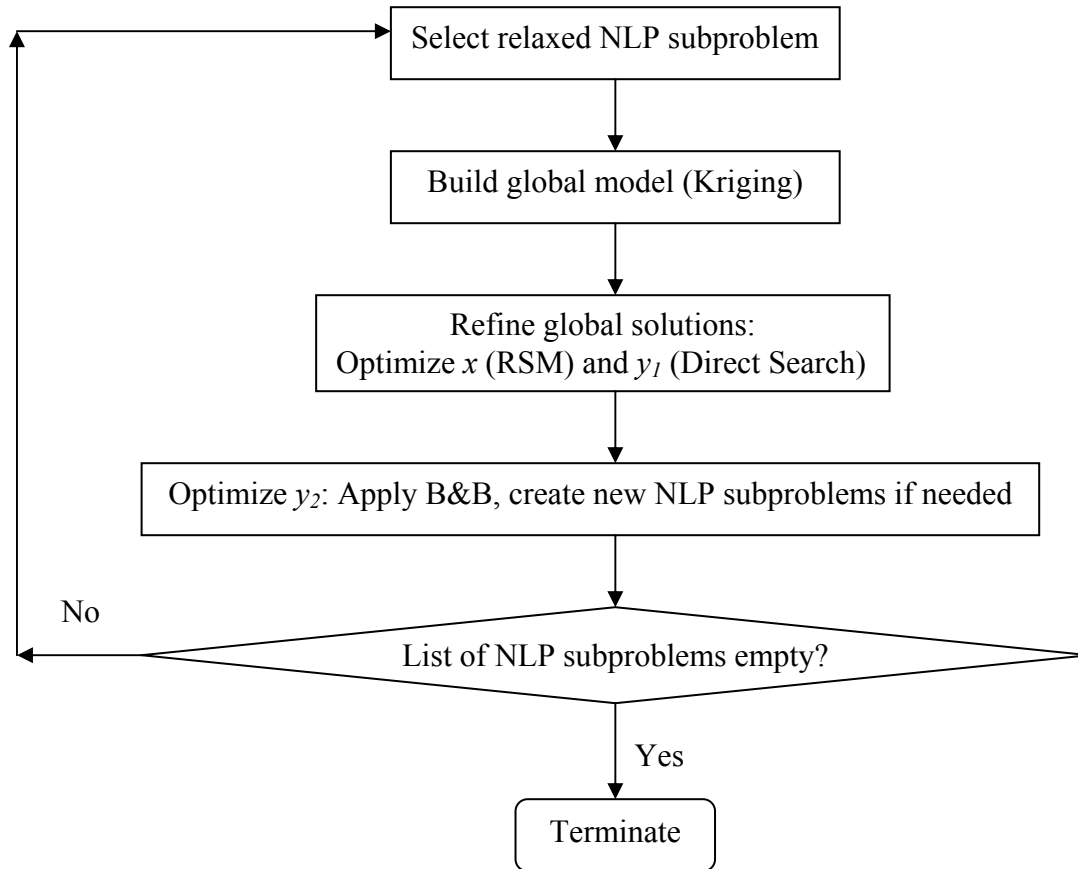 Select relaxed NLP subproblem
Build global model (Kriging)
Refine global solutions:
Optimize x (RSM) and y1 (Direct Search)
Optimize y2: Apply B&B, create new NLP subproblems if needed
No
List of NLP subproblems empty?
Yes
Terminate